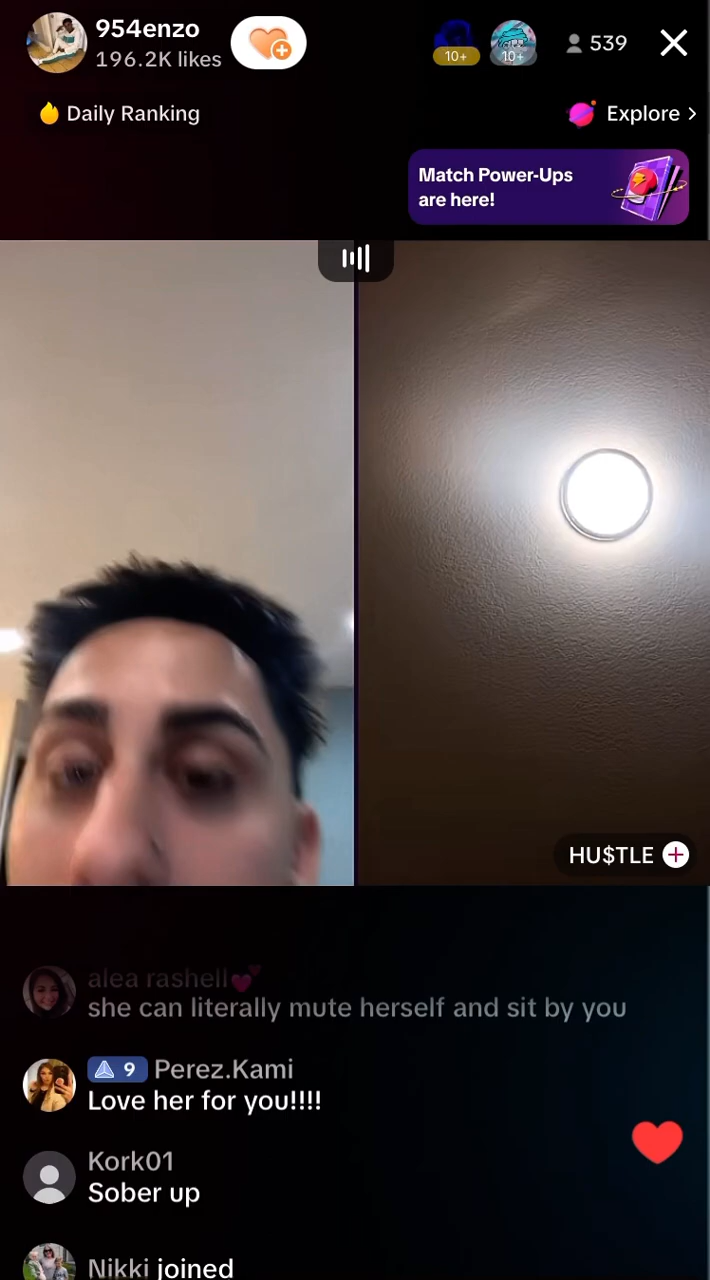 954enzo
196.2K likes
10+
10+
539
Daily Ranking
Explore >
Match Power-Ups
are here!
HU$TLE
alea rashell💕
she can literally mute herself and sit by you
9 Perez.Kami
Love her for you!!!!
Kork01
Sober up
Nikki joined